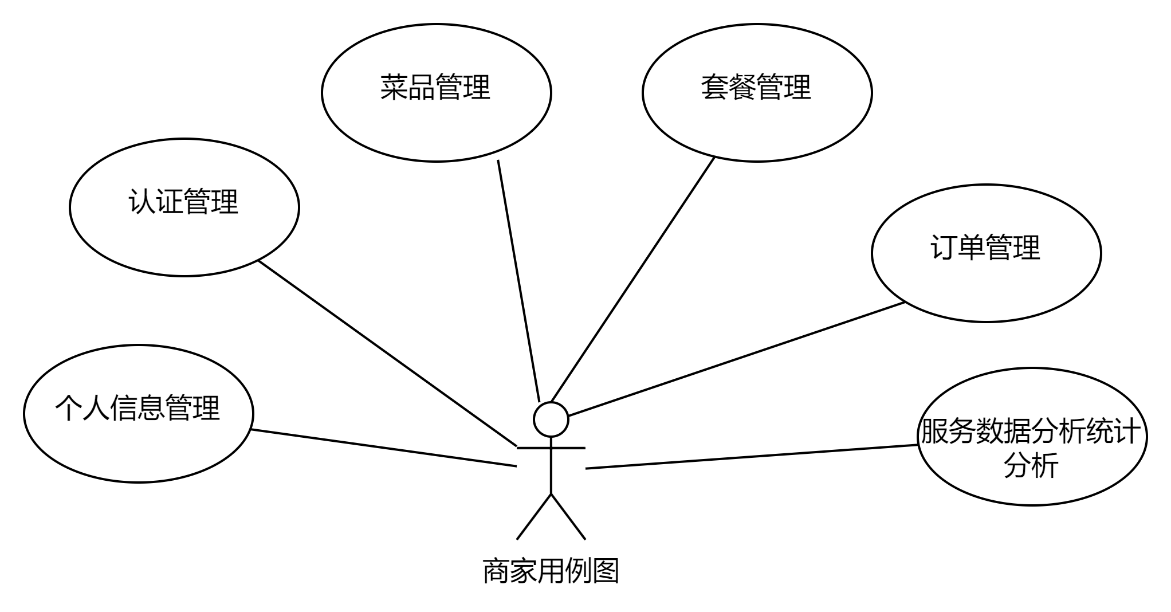 菜品管理
套餐管理
认证管理
订单管理
个人信息管理
服务数据分析统计
分析
商家用例图